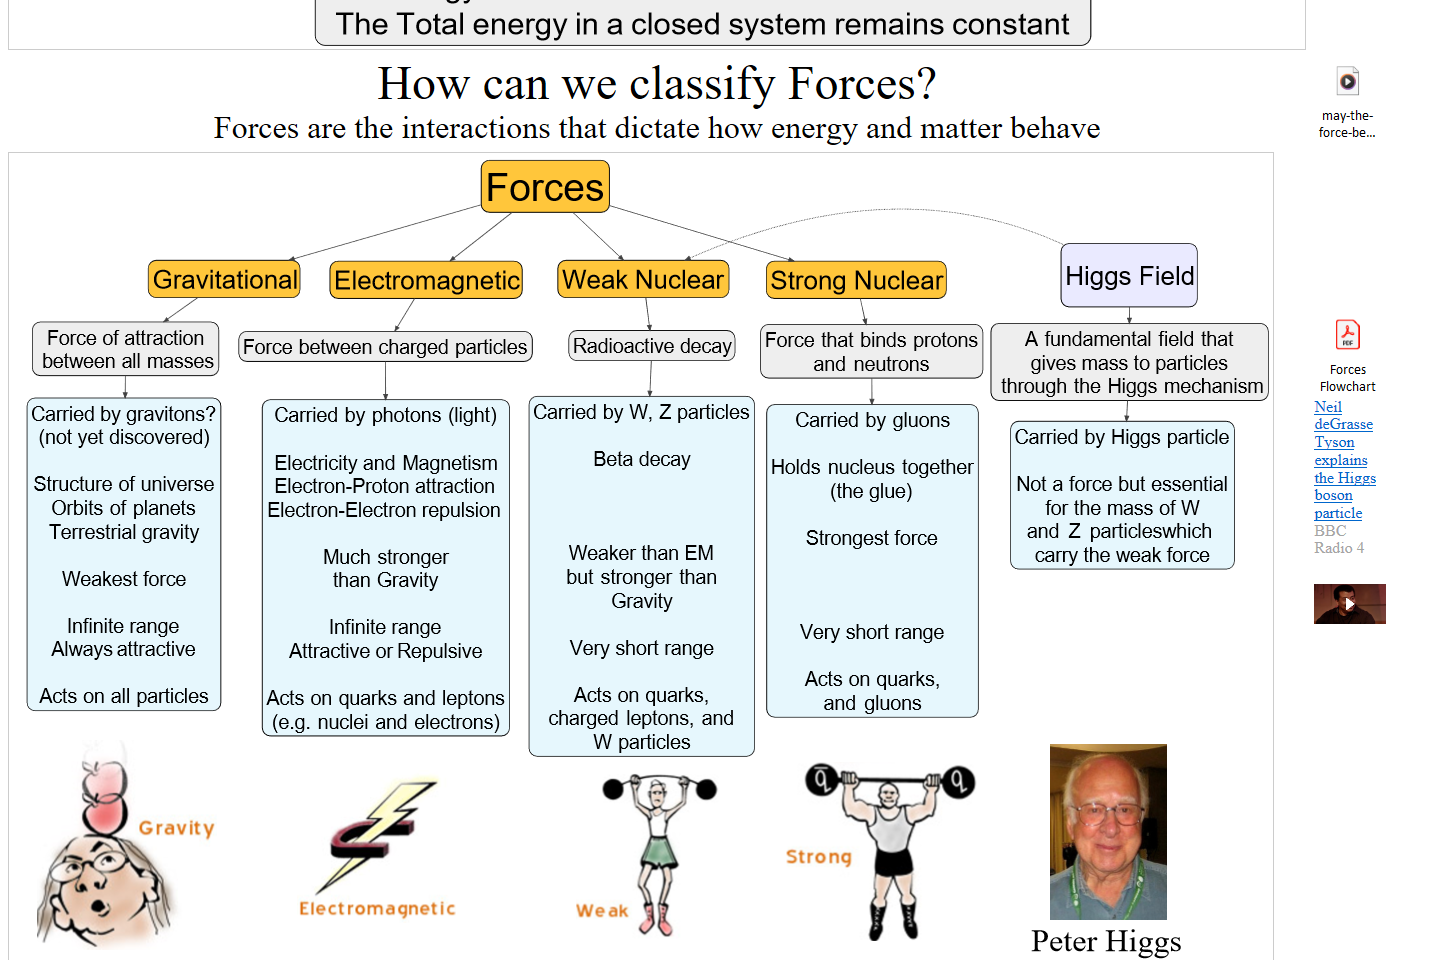 The Total energy in a closed system remains constant
How can we classify Forces?
Forces are the interactions that dictate how energy and matter behave
may-the-
force-be...
Forces
Gravitational
Electromagnetic
Weak Nuclear
Strong Nuclear
Higgs Field
Force of attraction
between all masses
Force between charged particles
Radioactive decay
Force that binds protons
and neutrons
A fundamental field that
gives mass to particles
through the Higgs mechanism
Carried by gravitons?
(not yet discovered)
Structure of universe
Orbits of planets
Terrestrial gravity
Weakest force
Infinite range
Always attractive
Acts on all particles
Carried by photons (light)
Electricity and Magnetism
Electron-Proton attraction
Electron-Electron repulsion
Much stronger
than Gravity
Infinite range
Attractive or Repulsive
Acts on quarks and leptons
(e.g. nuclei and electrons)
Carried by W, Z particles
Beta decay
Weaker than EM
but stronger than
Gravity
Very short range
Acts on quarks,
charged leptons, and
W particles
Carried by gluons
Holds nucleus together
(the glue)
Strongest force
Very short range
Acts on quarks,
and gluons
Carried by Higgs particle
Not a force but essential
for the mass of W
and Z particleswhich
carry the weak force
PDF
Forces
Flowchart
Neil
deGrasse
Tyson
explains
the Higgs
boson
particle
BBC
Radio 4
Gravity
Electromagnetic
Weak
Strong
q̄
q
Peter Higgs